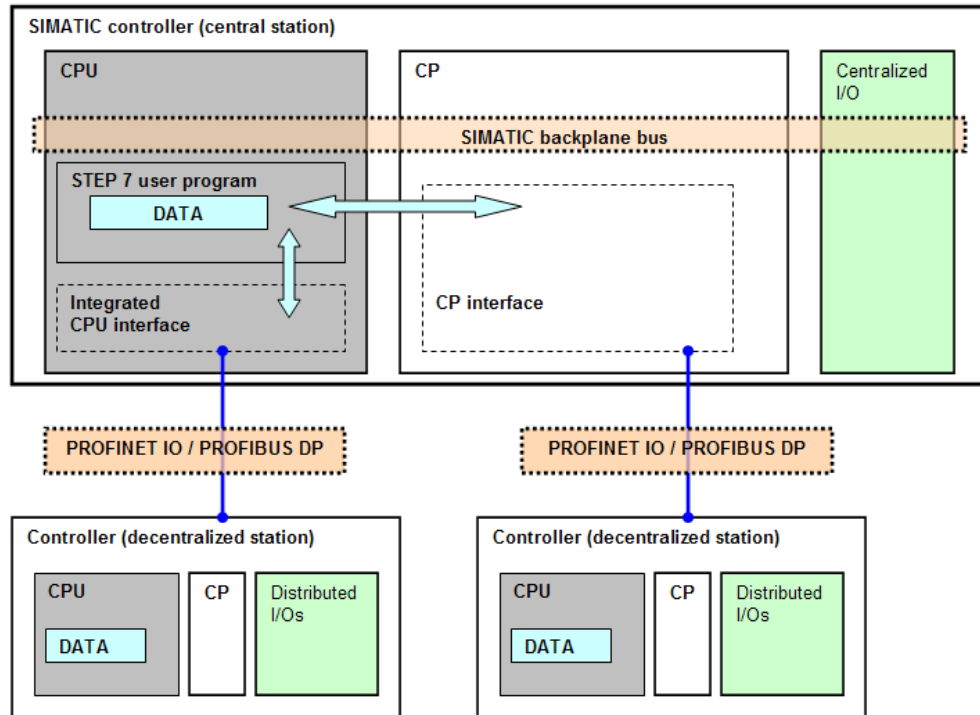 SIMATIC controller (central station)
CPU
CP
Centralized
I/O
SIMATIC backplane bus
STEP 7 user program
DATA
Integrated
CPU interface
CP interface
PROFINET IO / PROFIBUS DP
PROFINET IO / PROFIBUS DP
Controller (decentralized station)
CPU
DATA
CP
Distributed
I/Os
Controller (decentralized station)
CPU
DATA
CP
Distributed
I/Os